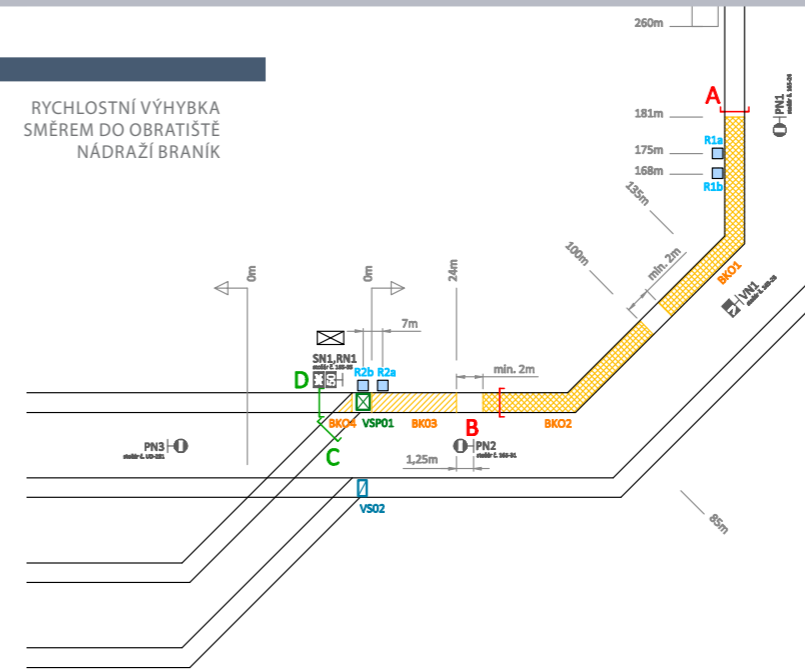 260m
RYCHLOSTNÍ VÝHYBKA
SMĚREM DO OBRATIŠTĚ
NÁDRAŽÍ BRANÍK
A
PN1
181m
R1a
175m
168m
R1b
135m
100m
min. 2m
BKO1
VN1
0m
0m
24m
7m
min. 2m
SN1,RN1
D
R2b
R2a
BKO4
VSP01
BK03
B
BKO2
C
PN3
PN2
1,25m
VS02
85m